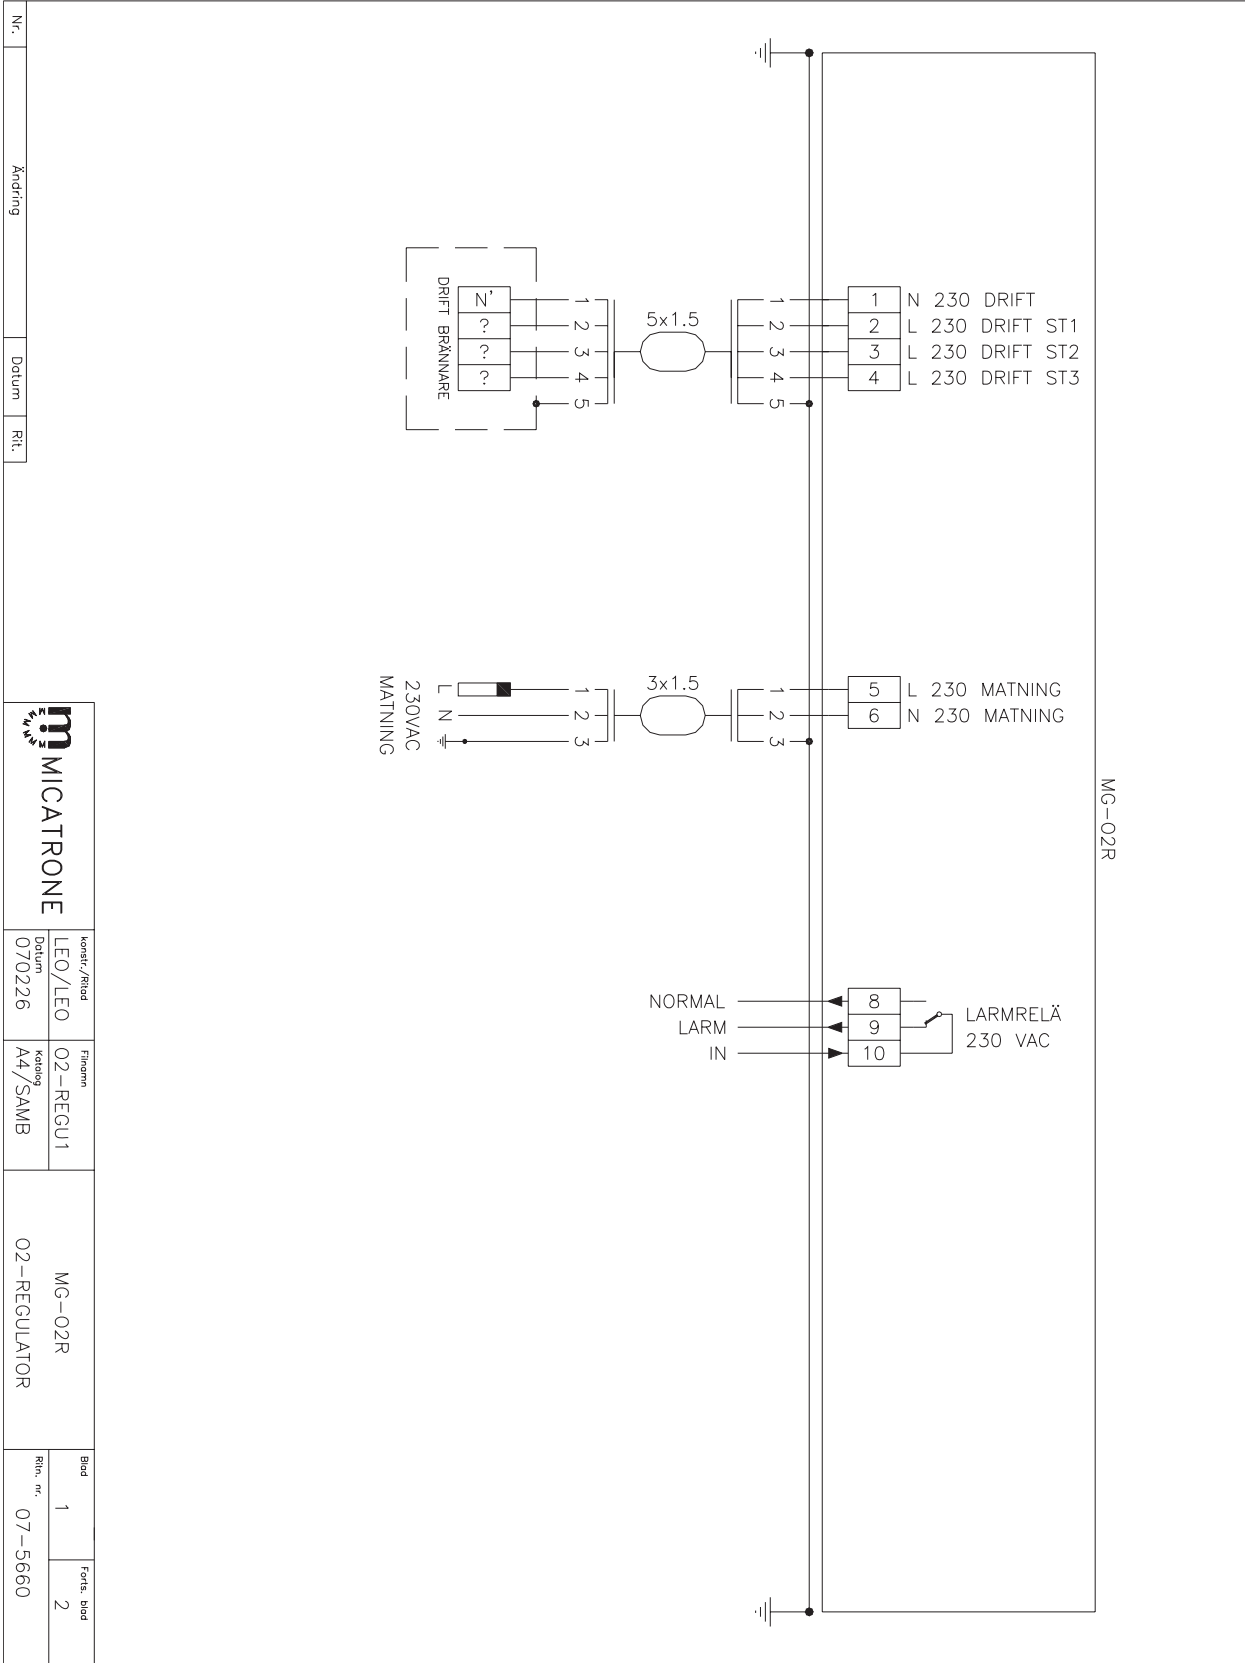 MG-O2R
1 N 230 DRIFT
2 L 230 DRIFT ST1
3 L 230 DRIFT ST2
4 L 230 DRIFT ST3
1
2
3
4
5
5x1.5
1
2
3
4
5
N'
?
?
?
DRIFT BRÄNNARE
5 L 230 MATNING
6 N 230 MATNING
1
2
3
3x1.5
1
2
3
L
N
230VAC
MATNING
NORMAL 8
LARM 9
IN 10
LARMRELÄ
230 VAC
Nr.
Ändring
Datum
Rit.
m MICATRONE
konstr./Ritad
LEO/LEO
Datum
070226
Filnamn
O2-REGU1
Katalog
A4/SAMB
MG-O2R
O2-REGULATOR
Blad
1
Forts. blad
2
Ritn. nr.
07-5660